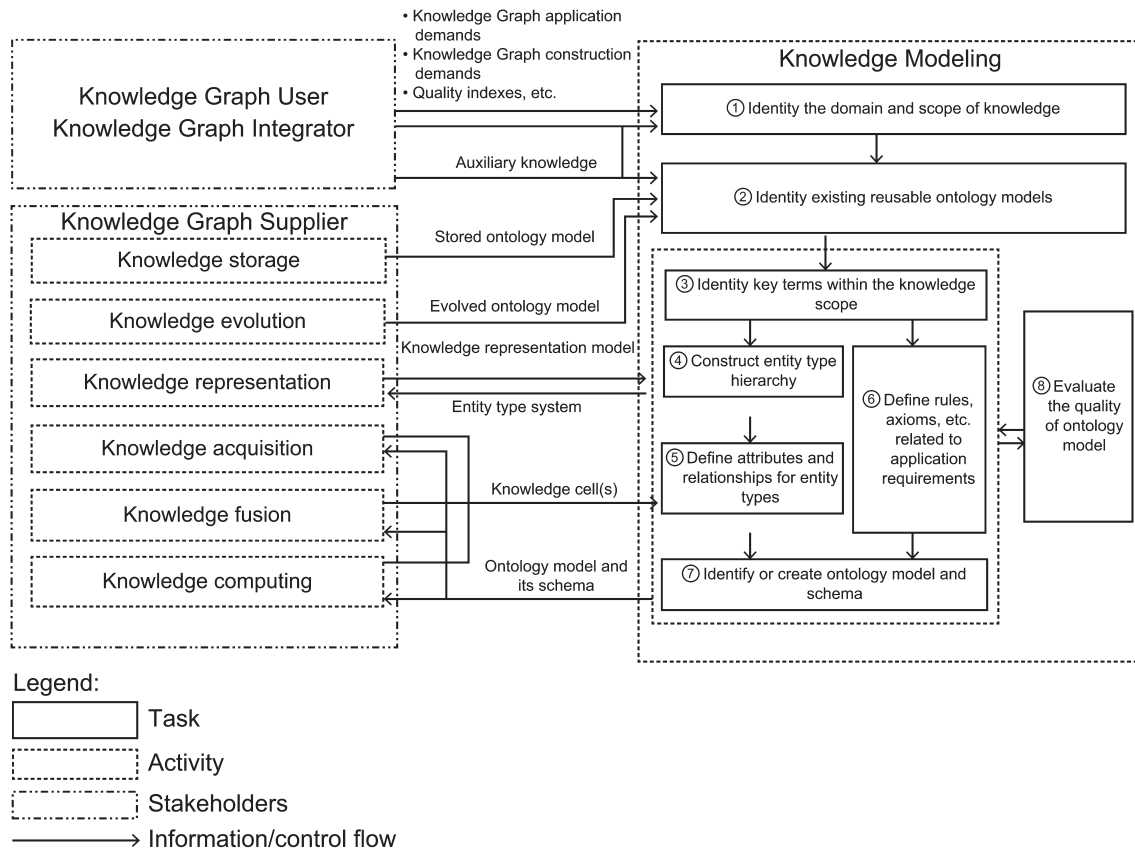 • Knowledge Graph application
demands
• Knowledge Graph construction
demands
• Quality indexes, etc.
Knowledge Graph User
Knowledge Graph Integrator
Auxiliary knowledge
Knowledge Graph Supplier
Knowledge storage
Stored ontology model
Knowledge evolution
Evolved ontology model
Knowledge representation model
Knowledge representation
Entity type system
Knowledge acquisition
Knowledge cell(s)
Knowledge fusion
Ontology model and
its schema
Knowledge computing
Knowledge Modeling
① Identity the domain and scope of knowledge
② Identity existing reusable ontology models
③ Identity key terms within the knowledge
scope
④ Construct entity type
hierarchy
⑤ Define attributes and
relationships for entity
types
⑥ Define rules,
axioms, etc.
related to
application
requirements
⑦ Identify or create ontology model and
schema
⑧ Evaluate
the quality
of ontology
model
Legend:
Task
Activity
Stakeholders
Information/control flow